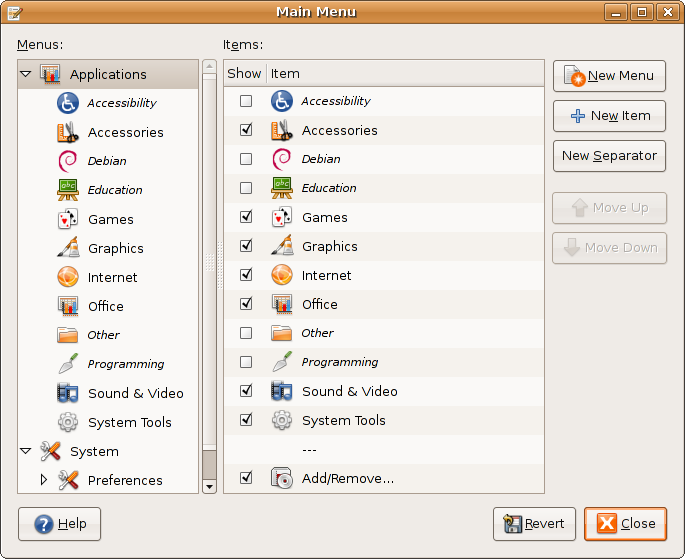 Main Menu
Menus:
Applications
Accessibility
Accessories
Debian
Education
Games
Graphics
Internet
Office
Other
Programming
Sound & Video
System Tools
System
Preferences
Items:
Show Item
Accessibility
Accessories
Debian
abc
Education
Games
Graphics
Internet
Office
Other
Programming
Sound & Video
System Tools
---
Add/Remove...
New Menu
New Item
New Separator
Move Up
Move Down
Help
Revert
Close